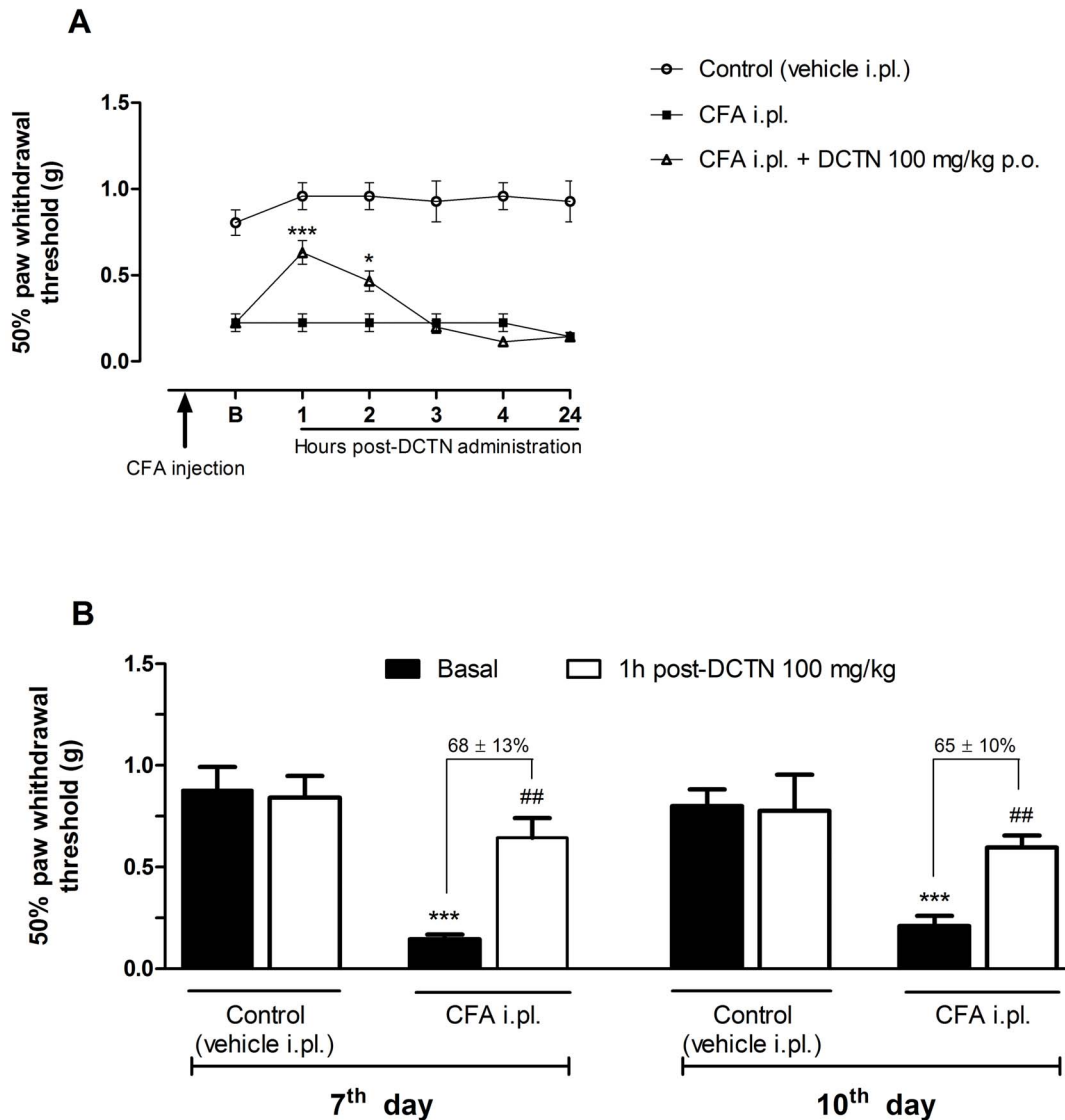 A
Control (vehicle i.pl.)
CFA i.pl.
CFA i.pl. + DCTN 100 mg/kg p.o.
50% paw whithdrawal
threshold (g)
1.5
1.0
0.5
0.0
***
*
B 1 2 3 4 24
Hours post-DCTN administration
CFA injection
B
Basal
1h post-DCTN 100 mg/kg
50% paw whithdrawal
threshold (g)
1.5
1.0
0.5
0.0
68 ± 13%
65 ± 10%
##
##
***
***
Control
(vehicle i.pl.)
CFA i.pl.
Control
(vehicle i.pl.)
CFA i.pl.
7th day
10th day